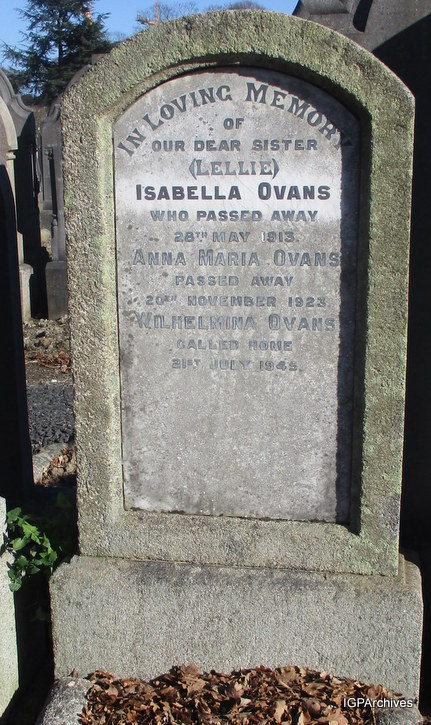 In Loving Memory
OF
OUR DEAR SISTER
(LELLIE)
ISABELLA OVANS
WHO PASSED AWAY
28TH MAY 1913.
ANNA MARIA OVANS
PASSED AWAY
20TH NOVEMBER 1923
WILHELMINA OVANS
CALLED HOME
21ST JULY 1945.
IGPArchives